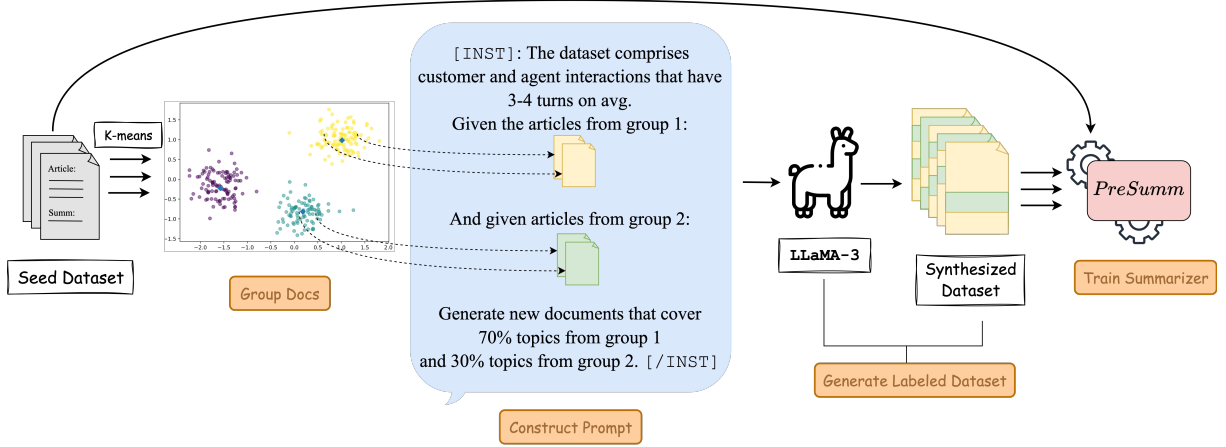 Article:
Summ:
Seed Dataset
K-means
1.5
1.0
0.5
0.0
−0.5
−1.0
−1.5
−2.0 −1.5 −1.0 −0.5 0.0 0.5 1.0 1.5 2.0
Group Docs
[INST]: The dataset comprises
customer and agent interactions that have
3-4 turns on avg.
Given the articles from group 1:
And given articles from group 2:
Generate new documents that cover
70% topics from group 1
and 30% topics from group 2. [/INST]
Construct Prompt
LLaMA-3
Synthesized
Dataset
Generate Labeled Dataset
PreSumm
Train Summarizer